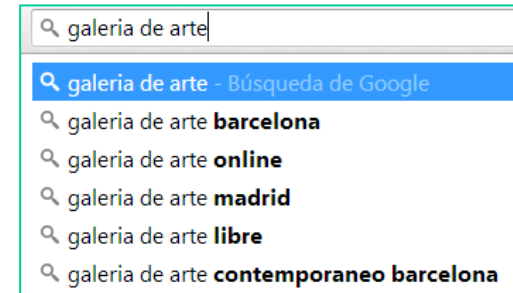 galeria de arte
galeria de arte - Búsqueda de Google
galeria de arte barcelona
galeria de arte online
galeria de arte madrid
galeria de arte libre
galeria de arte contemporaneo barcelona